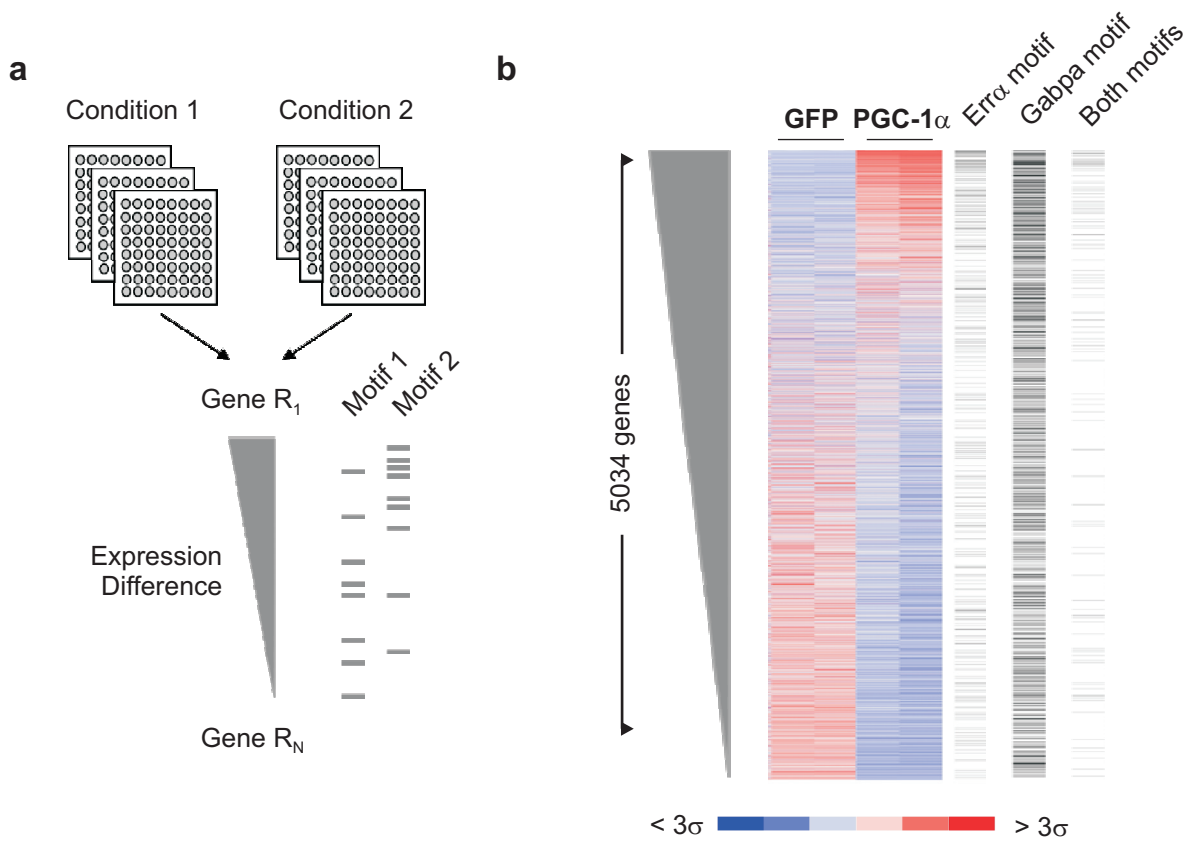 a
Condition 1
Condition 2
Gene R1
Motif 1
Motif 2
Expression
Difference
Gene RN
b
GFP
PGC-1α
Errα motif
Gabpa motif
Both motifs
5034 genes
< 3σ
> 3σ